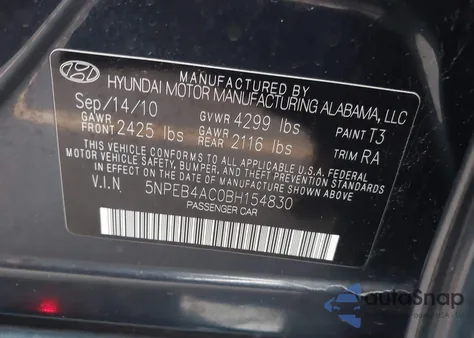 MANUFACTURED BY
HYUNDAI MOTOR MANUFACTURING ALABAMA, LLC
Sep/14/10 GVWR 4299 lbs PAINT T3
GAWR FRONT 2425 lbs GAWR REAR 2116 lbs TRIM RA
THIS VEHICLE CONFORMS TO ALL APPLICABLE U.S.A FEDERAL
MOTOR VEHICLE SAFETY, BUMPER, AND THEFT PREVENTION
STANDARDS IN EFFECT ON THE DATE OF MANUFACTURE SHOWN ABOVE
V.I.N. 5NPEB4AC0BH154830
PASSENGER CAR
autoSnap